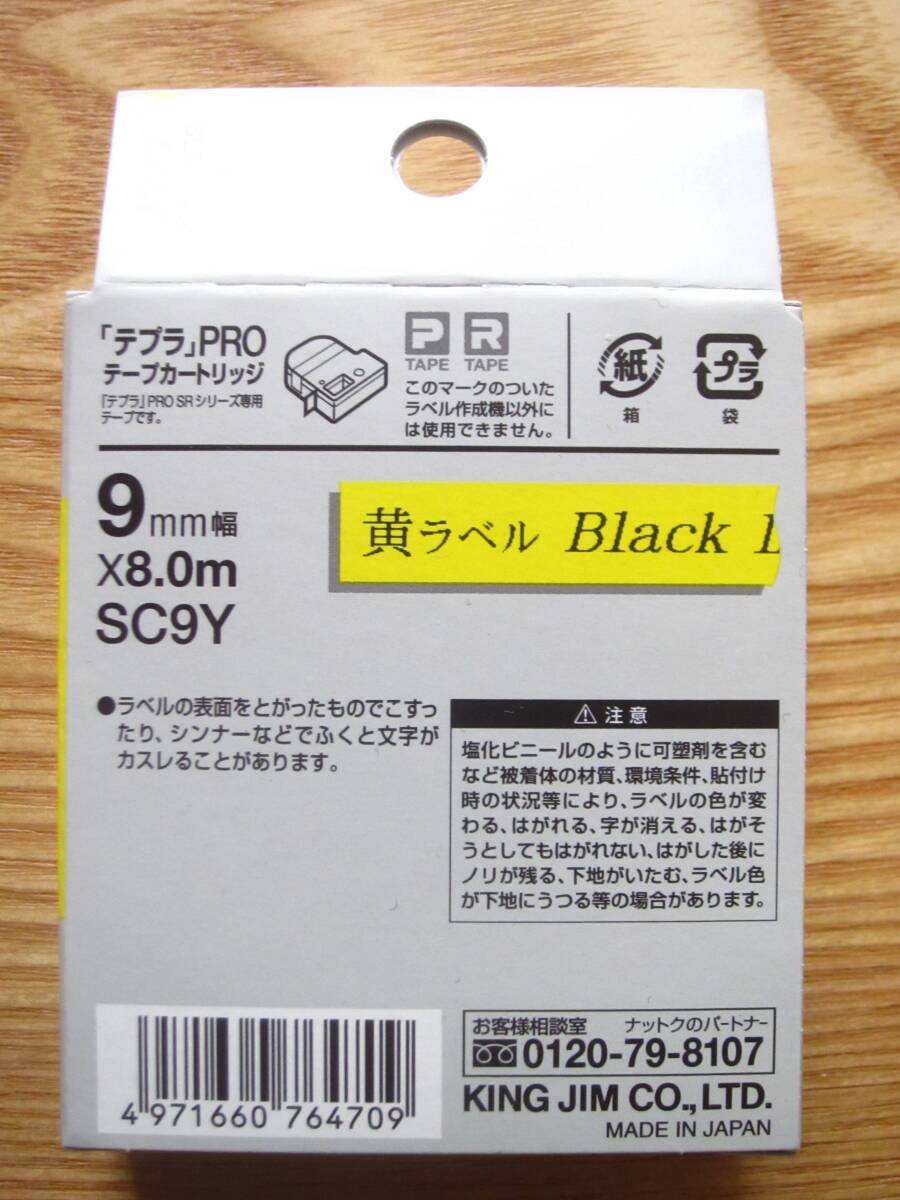 「テプラ」PRO
テープカートリッジ
「テプラ」PRO SRシリーズ専用
テープです。
P R
TAPE TAPE
このマークのついた
ラベル作成機以外に
は使用できません。
紙
箱
プラ
袋
9mm幅
X8.0m
SC9Y
黄ラベル Black
●ラベルの表面をとがったものでこすっ
たり、シンナーなどでふくと文字が
カスレることがあります。
⚠注意
塩化ビニールのように可塑剤を含む
など被着体の材質、環境条件、貼付け
時の状況等により、ラベルの色が変
わる、はがれる、字が消える、はがそ
うとしてもはがれない、はがした後に
ノリが残る、下地がいたむ、ラベル色
が下地にうつる等の場合があります。
4 971660 764709
お客様相談室 ナットクのパートナー
0120-79-8107
KING JIM CO.,LTD.
MADE IN JAPAN